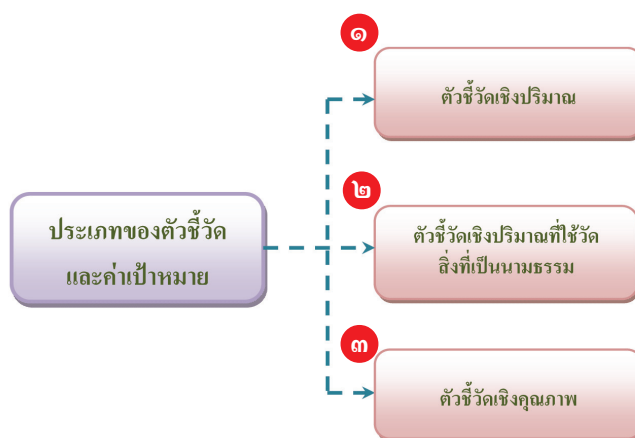 ๑
ตัวชี้วัดเชิงปริมาณ
ประเภทของตัวชี้วัด
และค่าเป้าหมาย
๒
ตัวชี้วัดเชิงปริมาณที่ใช้วัด
สิ่งที่เป็นนามธรรม
๓
ตัวชี้วัดเชิงคุณภาพ